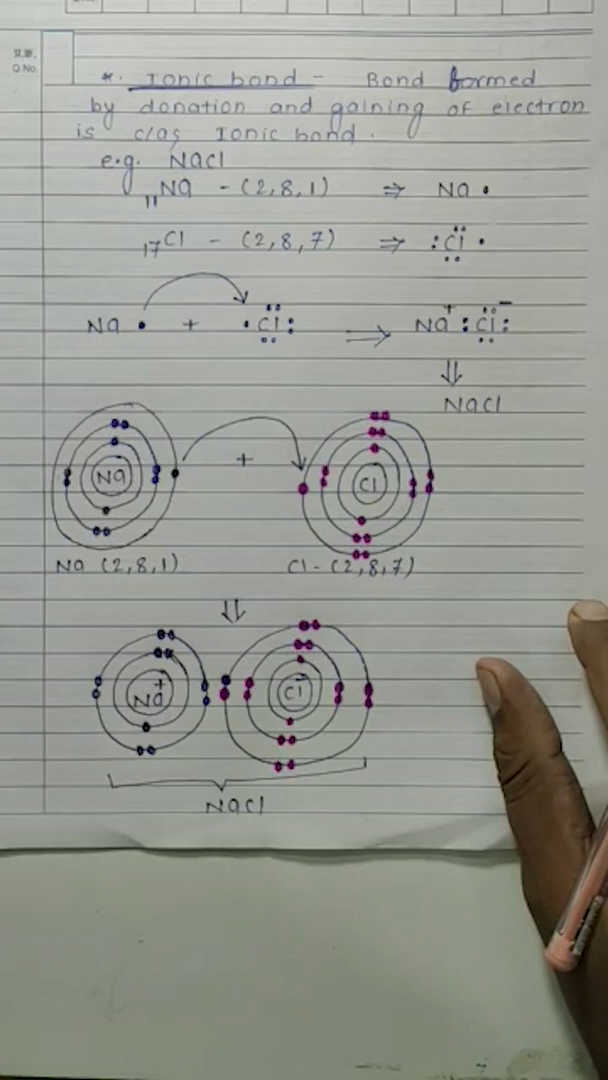 Q.No.
*. Ionic bond - Bond formed
by donation and gaining of electron
is c/as Ionic bond.
e.g. NaCl
₁₁Na - (2,8,1) ⇒ Na •
₁₇Cl - (2,8,7) ⇒ :Cl •
Na • + • Cl: ⇒ Na⁺ :Cl:⁻
⇓
NaCl
Na + Cl
Na (2,8,1) Cl - (2,8,7)
⇓
Na⁺ Cl⁻
NaCl